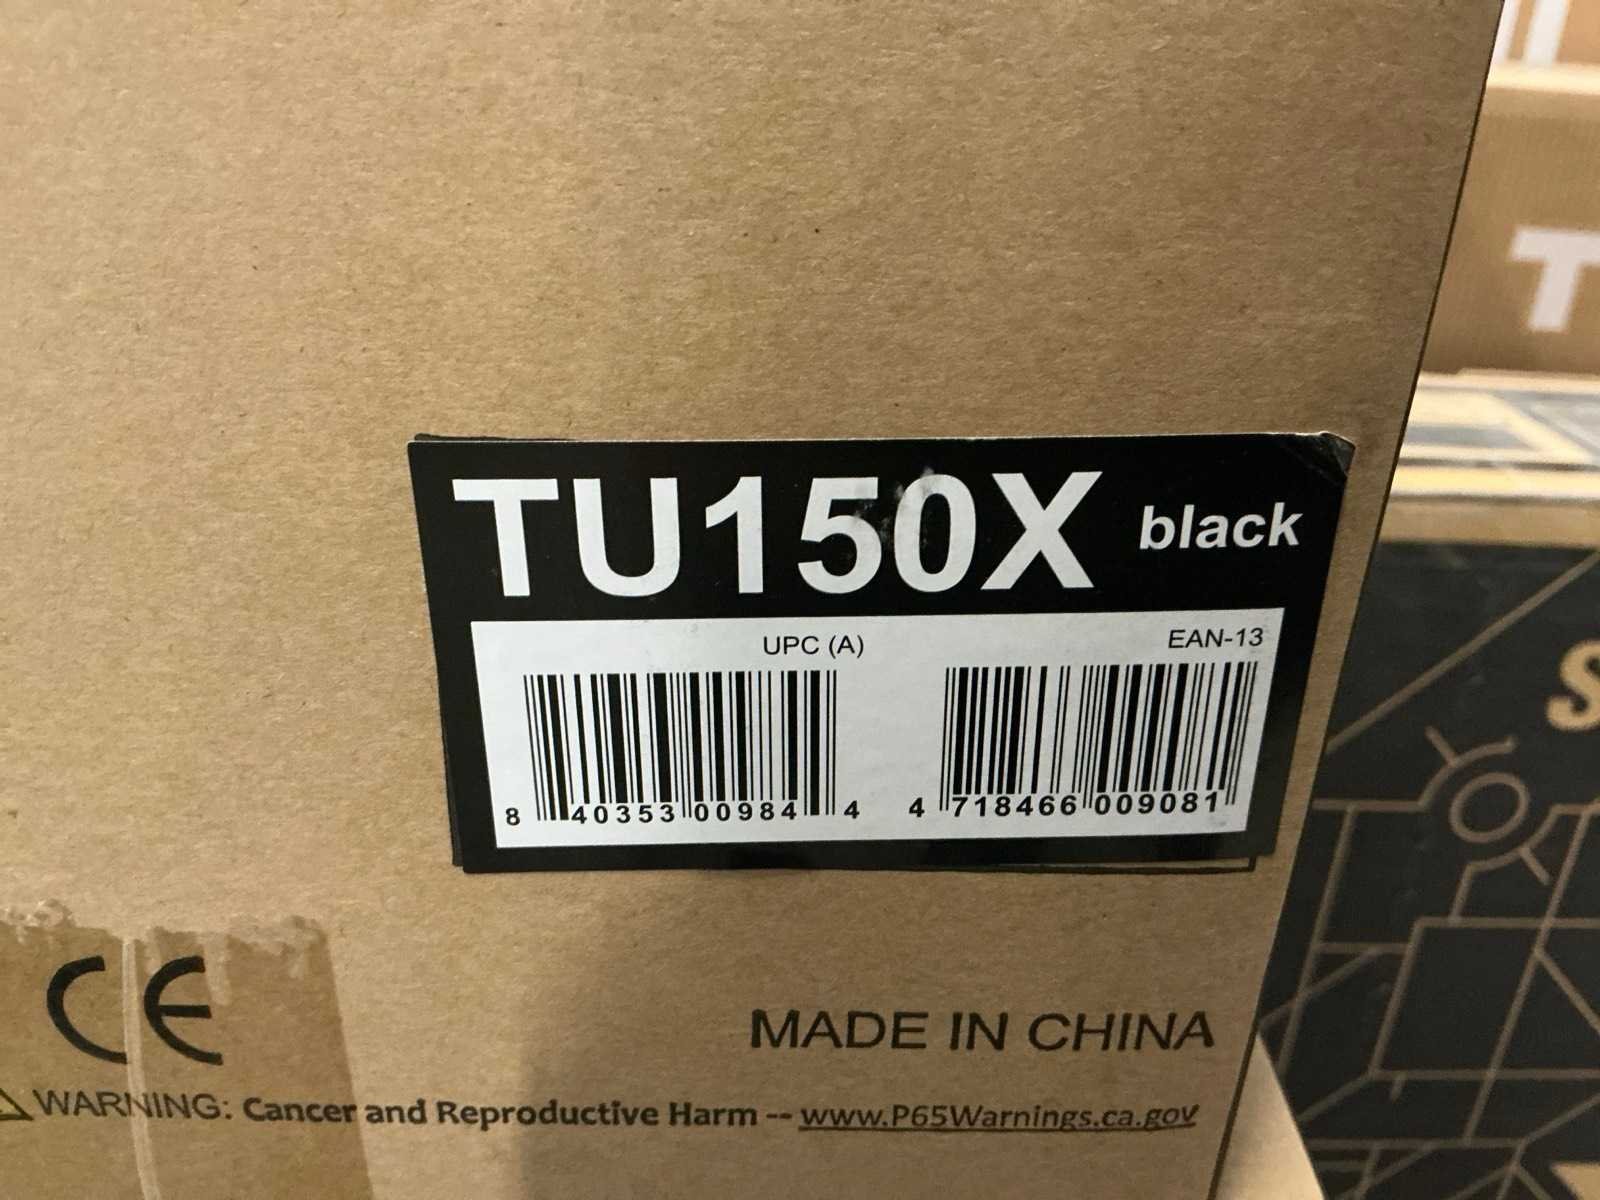 TU150X black
UPC (A) EAN-13
8 40353 00984 4 4 718466 009081
CE
MADE IN CHINA
WARNING: Cancer and Reproductive Harm -- www.P65Warnings.ca.gov
T
S